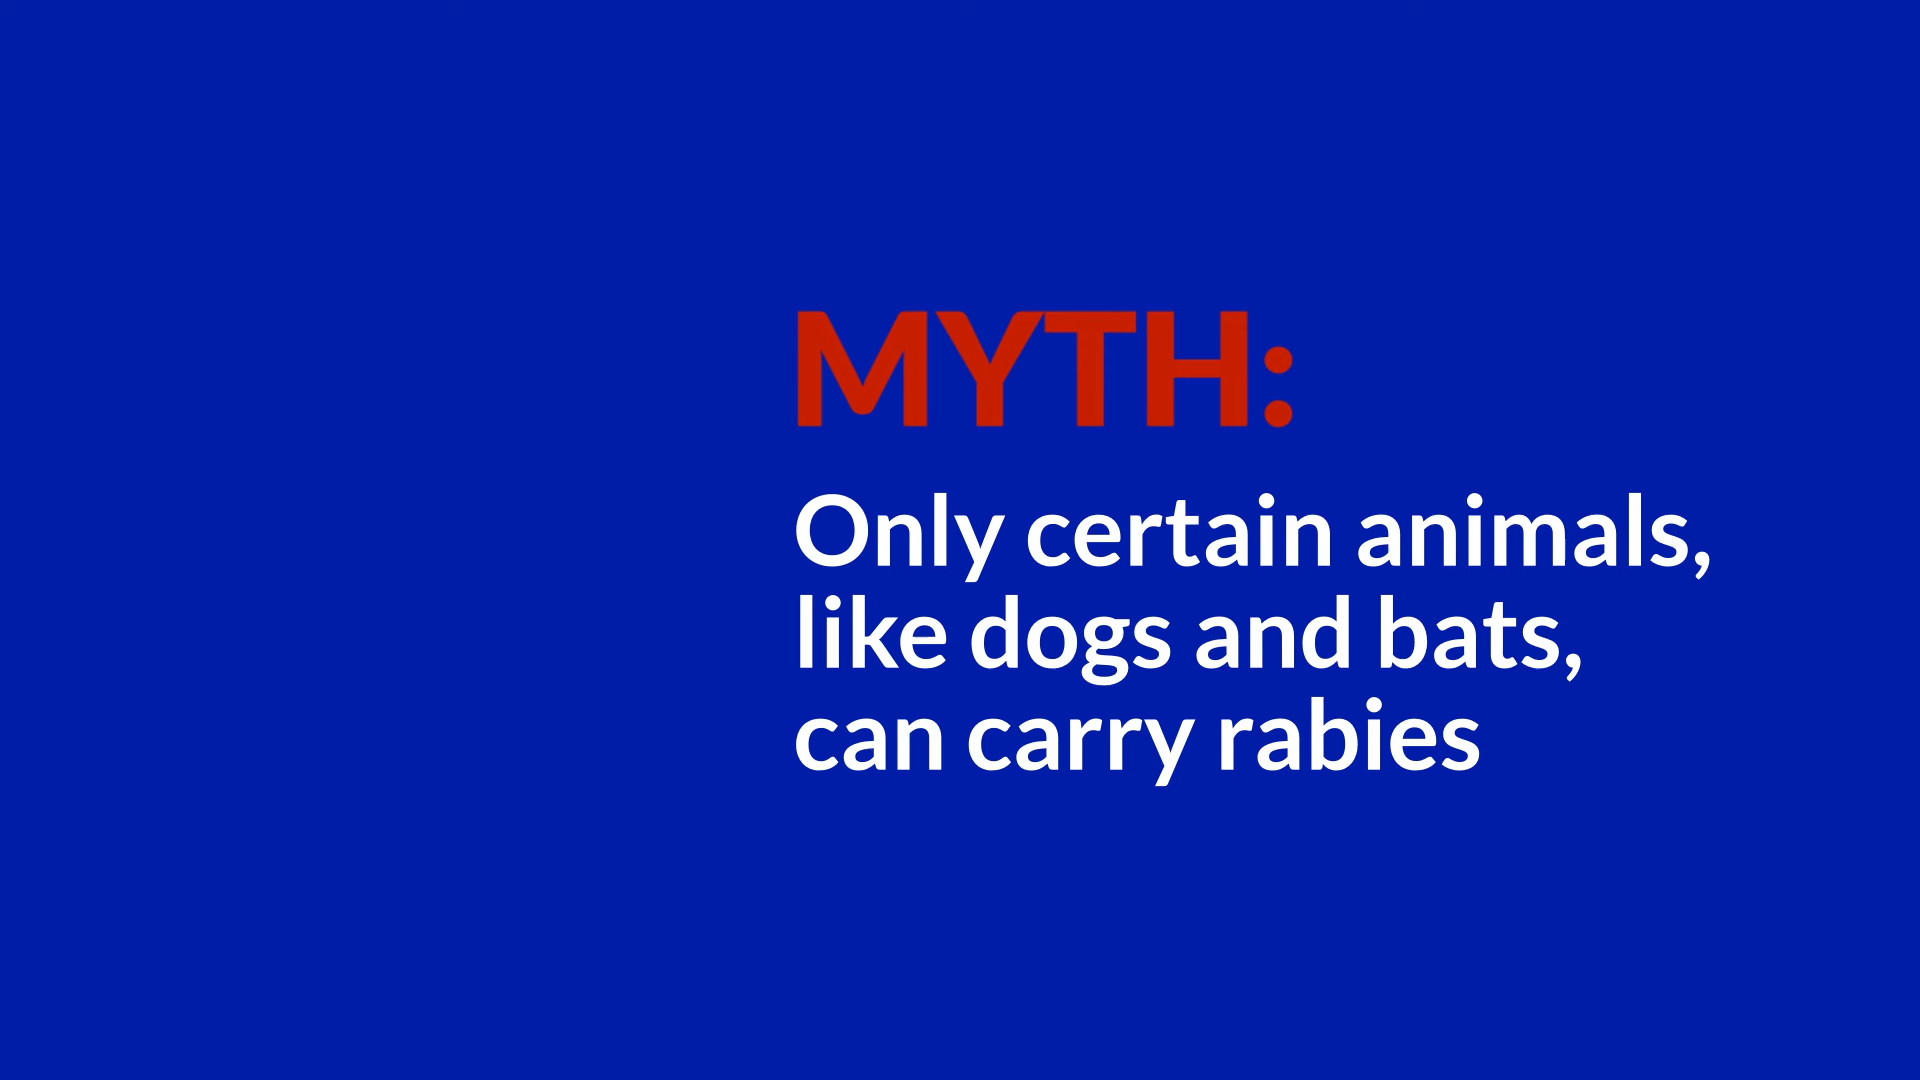 MYTH:
Only certain animals,
like dogs and bats,
can carry rabies